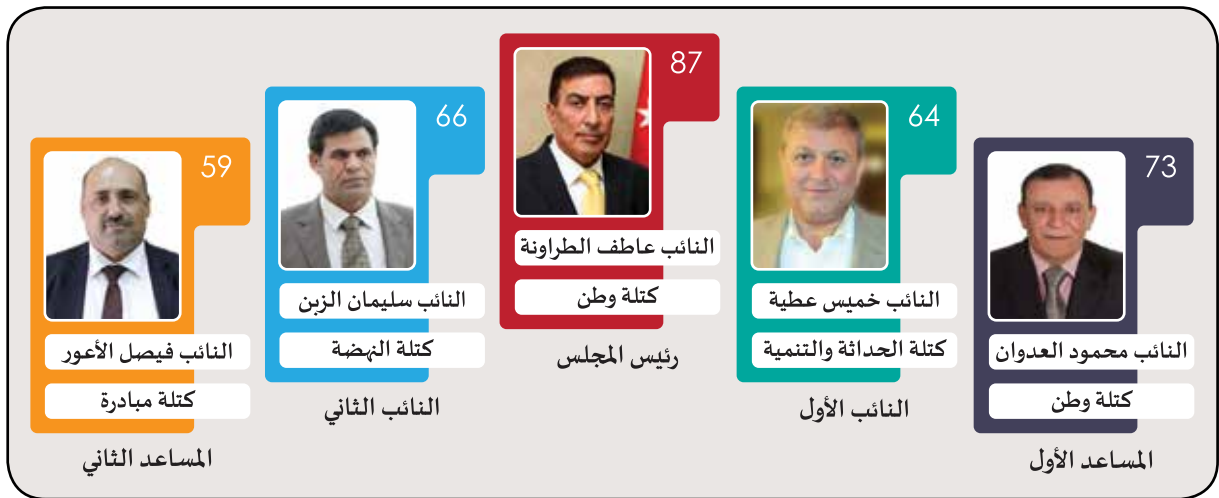 73
النائب محمود العدوان
كتلة وطن
المساعد الأول
64
النائب خميس عطية
كتلة الحداثة والتنمية
النائب الأول
87
النائب عاطف الطراونة
كتلة وطن
رئيس المجلس
66
النائب سليمان الزبن
كتلة النهضة
النائب الثاني
59
النائب فيصل الأعور
كتلة مبادرة
المساعد الثاني